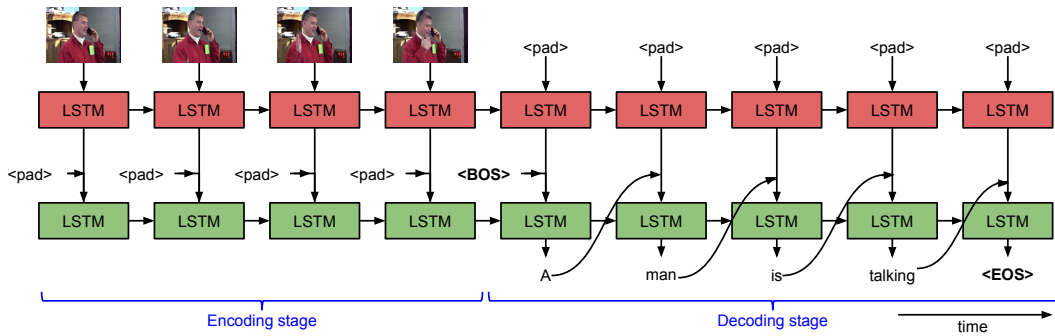 <pad> <pad> <pad> <pad> <pad>
LSTM LSTM LSTM LSTM LSTM LSTM LSTM LSTM LSTM
<pad> <pad> <pad> <pad> <BOS>
LSTM LSTM LSTM LSTM LSTM LSTM LSTM LSTM LSTM
A man is talking <EOS>
Encoding stage Decoding stage time